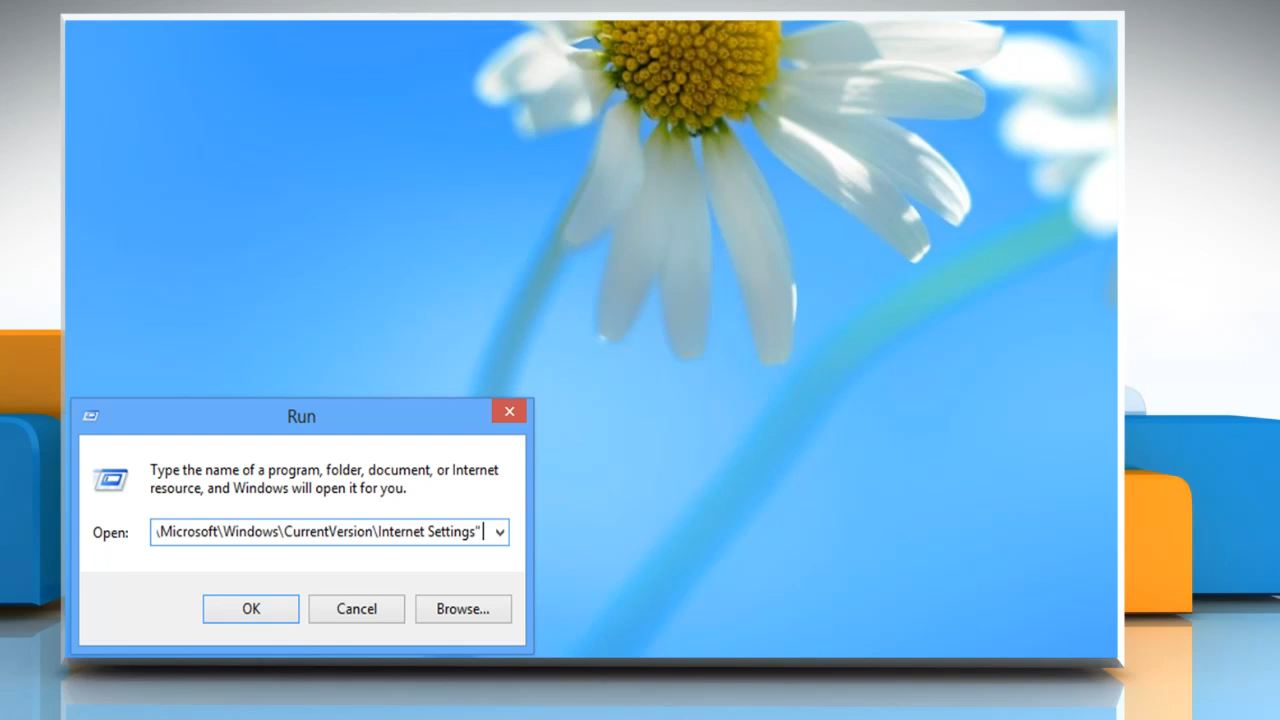 Run
Type the name of a program, folder, document, or Internet
resource, and Windows will open it for you.
Open:
\Microsoft\Windows\CurrentVersion\Internet Settings"
OK
Cancel
Browse...